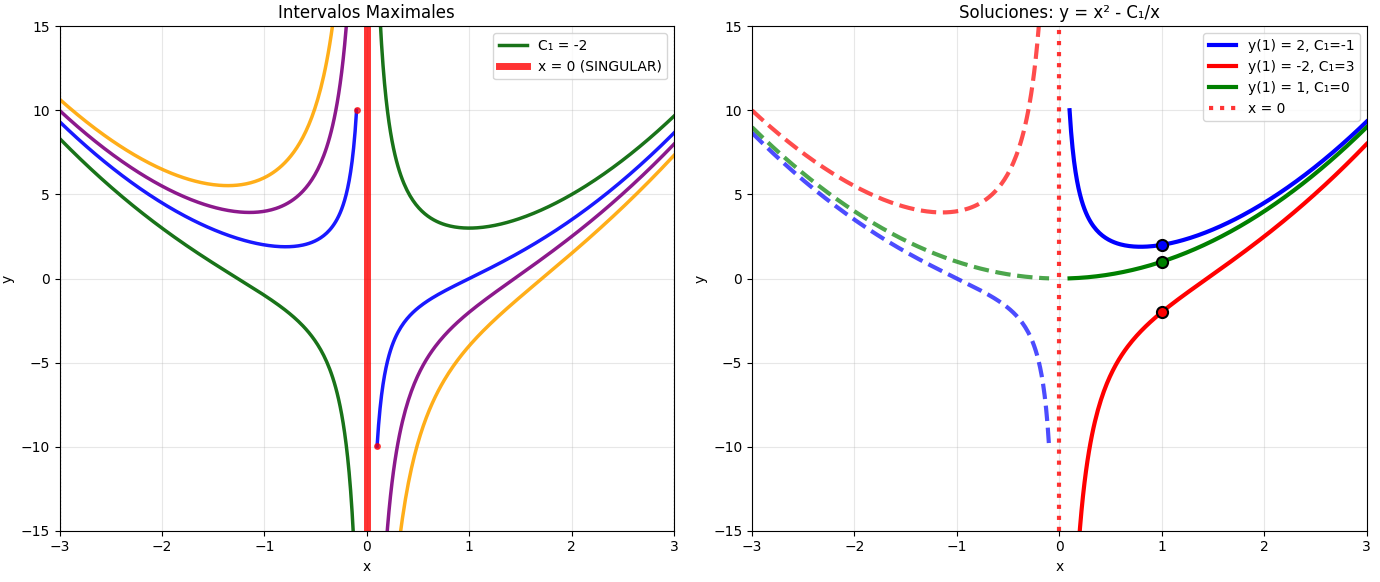 Intervalos Maximales
15
10
5
0
−5
−10
−15
y
−3
−2
−1
0
1
2
3
x
C₁ = -2
x = 0 (SINGULAR)
Soluciones: y = x² - C₁/x
15
10
5
0
−5
−10
−15
y
−3
−2
−1
0
1
2
3
x
y(1) = 2, C₁=-1
y(1) = -2, C₁=3
y(1) = 1, C₁=0
x = 0